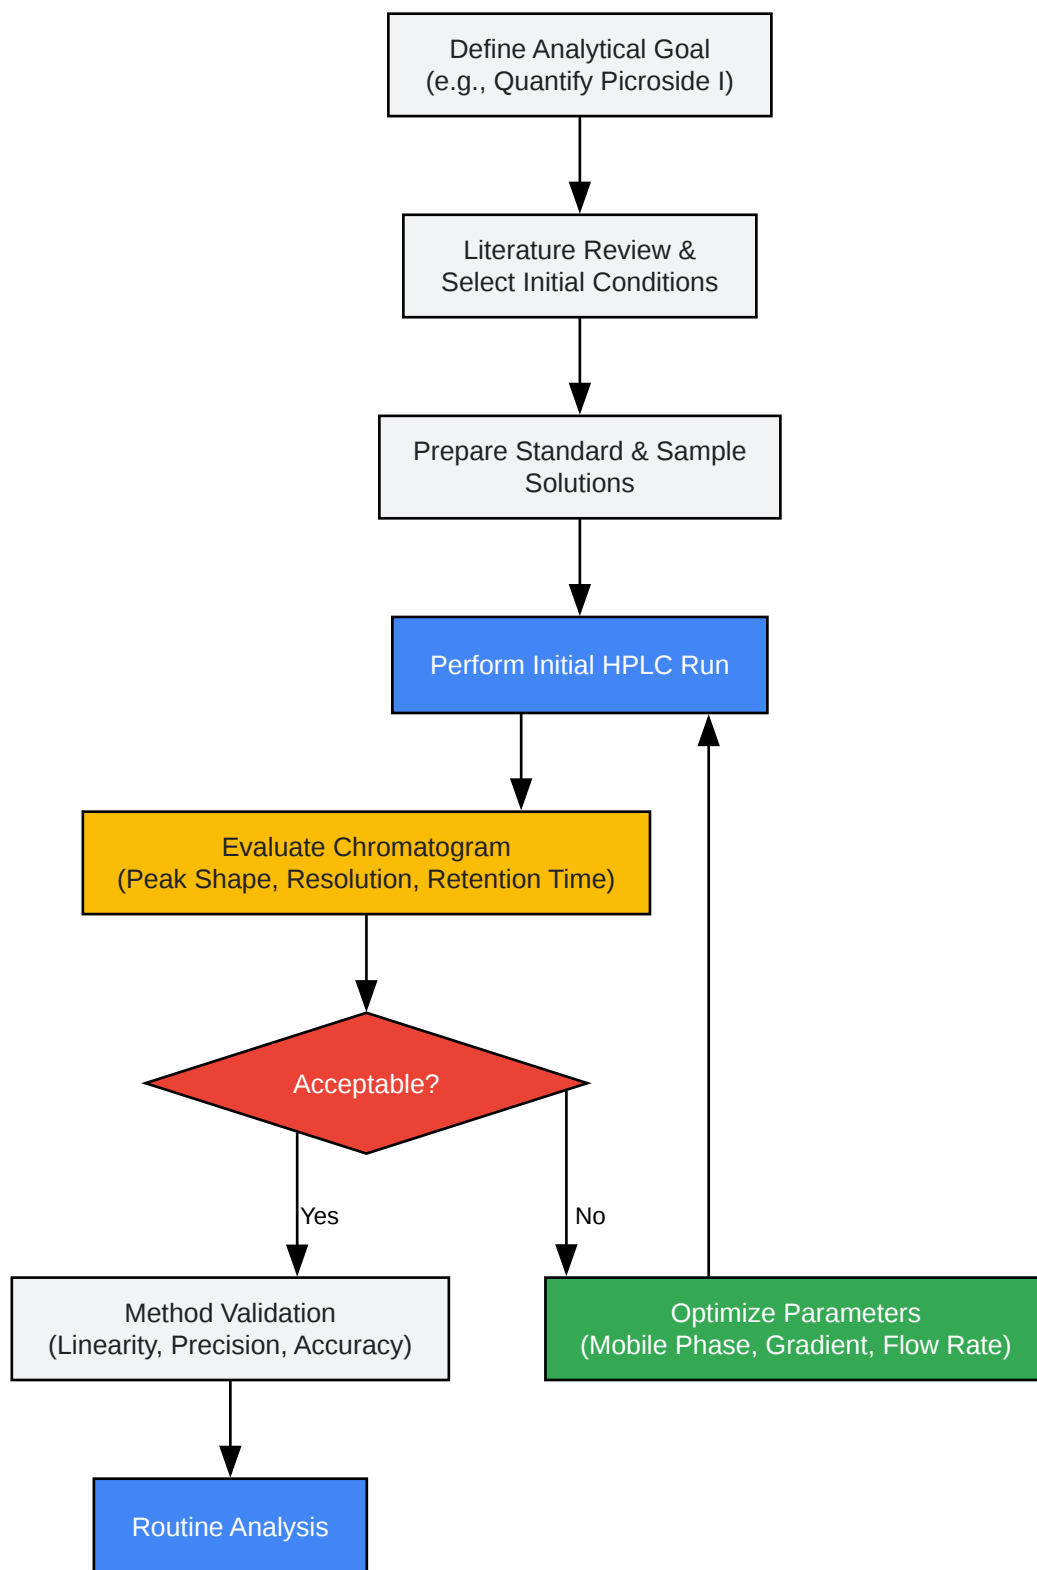 Define Analytical Goal
(e.g., Quantify Picroside I)
Literature Review &
Select Initial Conditions
Prepare Standard & Sample
Solutions
Perform Initial HPLC Run
Evaluate Chromatogram
(Peak Shape, Resolution, Retention Time)
Acceptable?
Yes
No
Method Validation
(Linearity, Precision, Accuracy)
Optimize Parameters
(Mobile Phase, Gradient, Flow Rate)
Routine Analysis